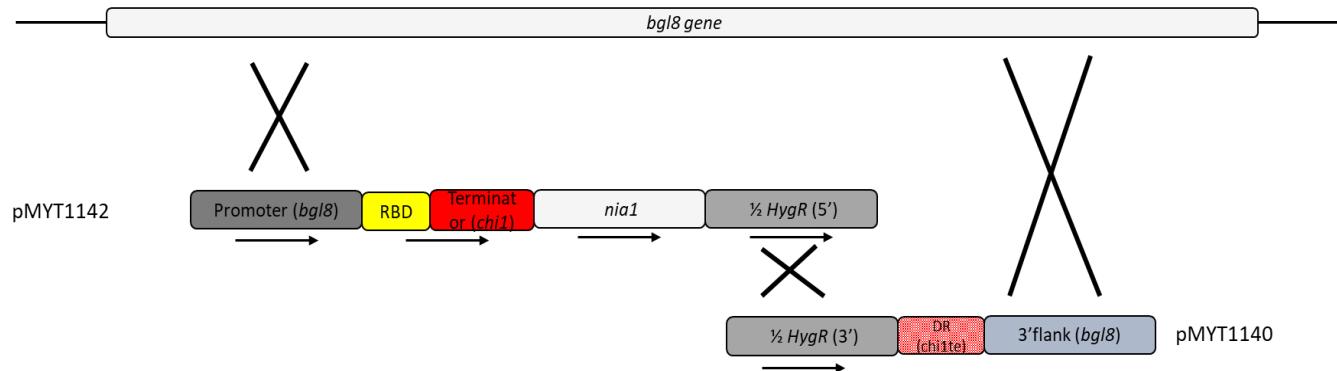 bgl8 gene
pMYT1142
Promoter (bgl8)
RBD
Terminat
or (chi1)
nia1
½ HygR (5’)
½ HygR (3’)
DR
(chi1te)
3’flank (bgl8)
pMYT1140